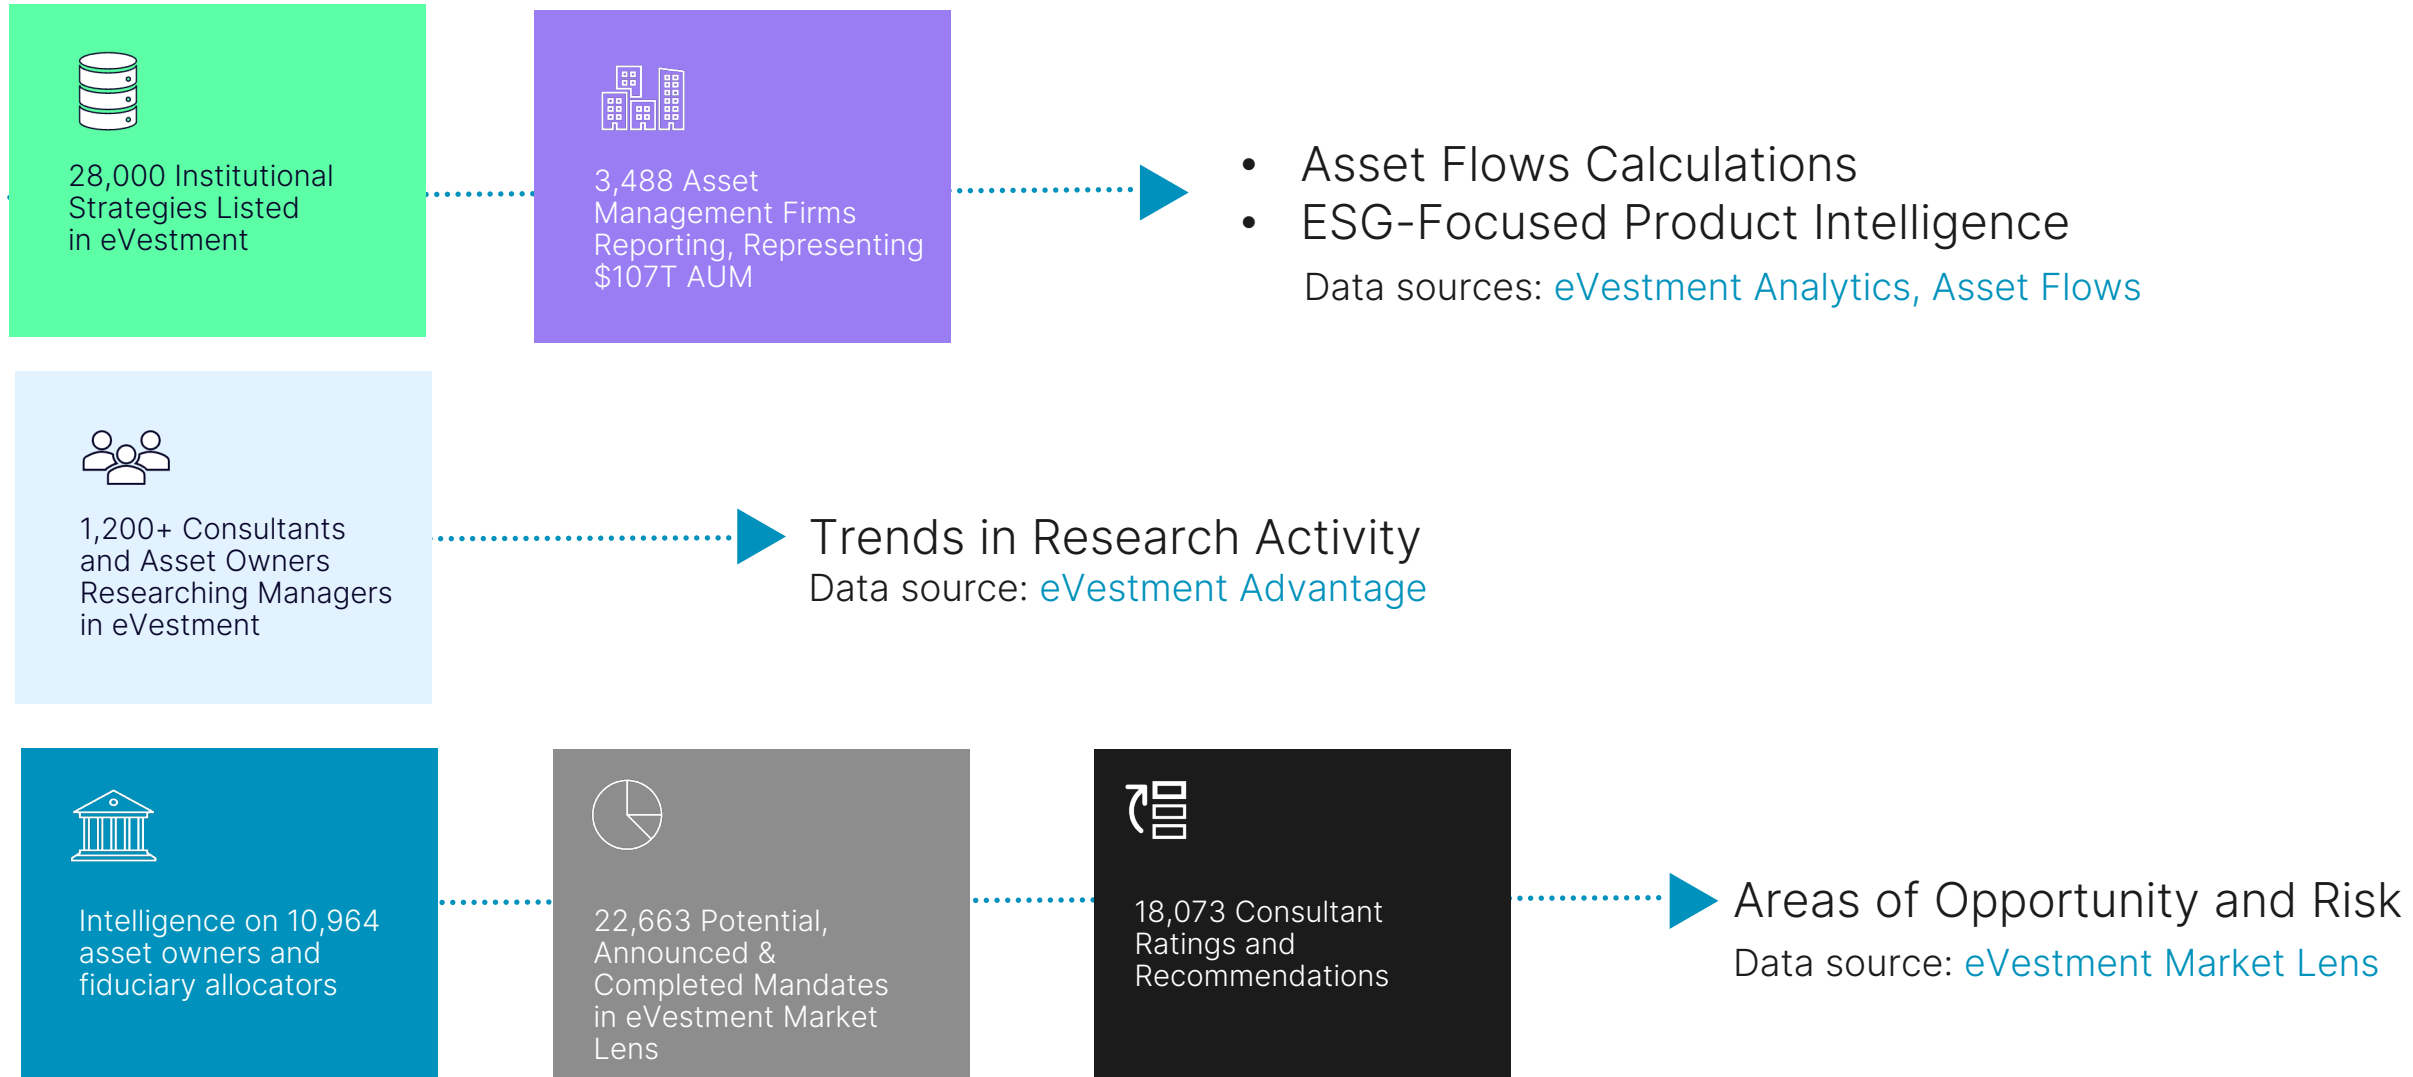 28,000 Institutional
Strategies Listed
in eVestment
3,488 Asset
Management Firms
Reporting, Representing
$107T AUM
• Asset Flows Calculations
• ESG-Focused Product Intelligence
Data sources: eVestment Analytics, Asset Flows
1,200+ Consultants
and Asset Owners
Researching Managers
in eVestment
Trends in Research Activity
Data source: eVestment Advantage
Intelligence on 10,964
asset owners and
fiduciary allocators
22,663 Potential,
Announced &
Completed Mandates
in eVestment Market
Lens
18,073 Consultant
Ratings and
Recommendations
Areas of Opportunity and Risk
Data source: eVestment Market Lens